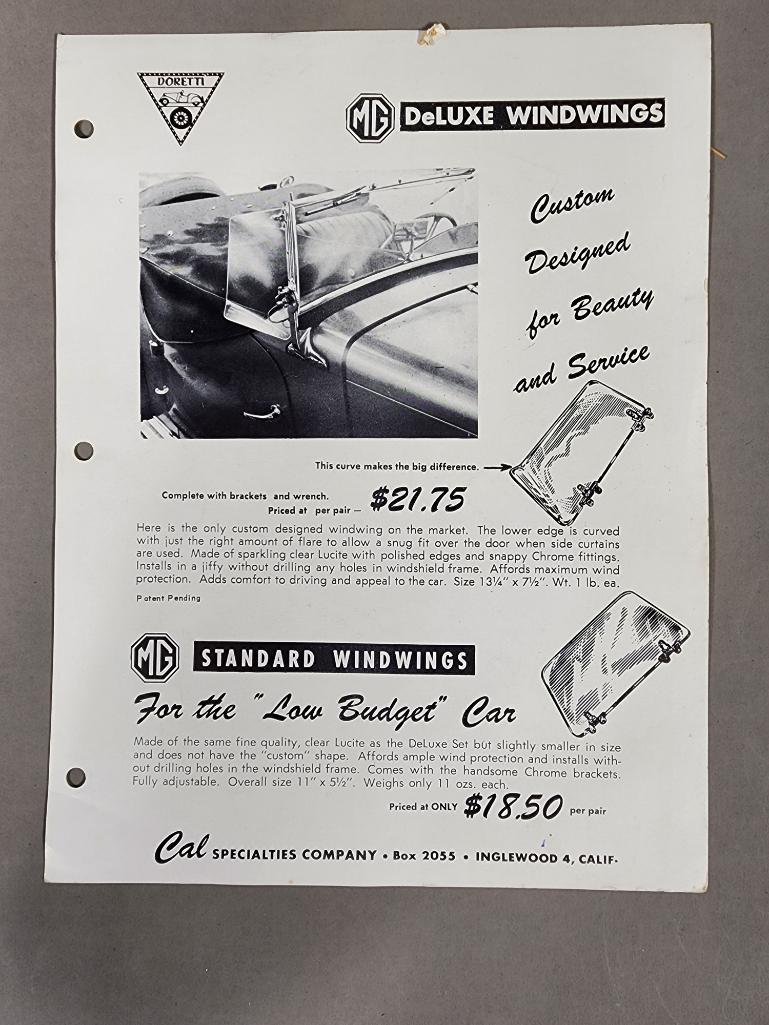 DORETTI
MG DeLUXE WINDWINGS
Custom
Designed
for Beauty
and Service
This curve makes the big difference.
Complete with brackets and wrench.
Priced at per pair — $21.75
Here is the only custom designed windwing on the market. The lower edge is curved
with just the right amount of flare to allow a snug fit over the door when side curtains
are used. Made of sparkling clear Lucite with polished edges and snappy Chrome fittings.
Installs in a jiffy without drilling any holes in windshield frame. Affords maximum wind
protection. Adds comfort to driving and appeal to the car. Size 13¼" x 7½". Wt. 1 lb. ea.
Patent Pending
MG STANDARD WINDWINGS
For the "Low Budget" Car
Made of the same fine quality, clear Lucite as the DeLuxe Set but slightly smaller in size
and does not have the "custom" shape. Affords ample wind protection and installs with-
out drilling holes in the windshield frame. Comes with the handsome Chrome brackets.
Fully adjustable. Overall size 11" x 5½". Weighs only 11 ozs. each.
Priced at ONLY $18.50 per pair
Cal SPECIALTIES COMPANY • Box 2055 • INGLEWOOD 4, CALIF.